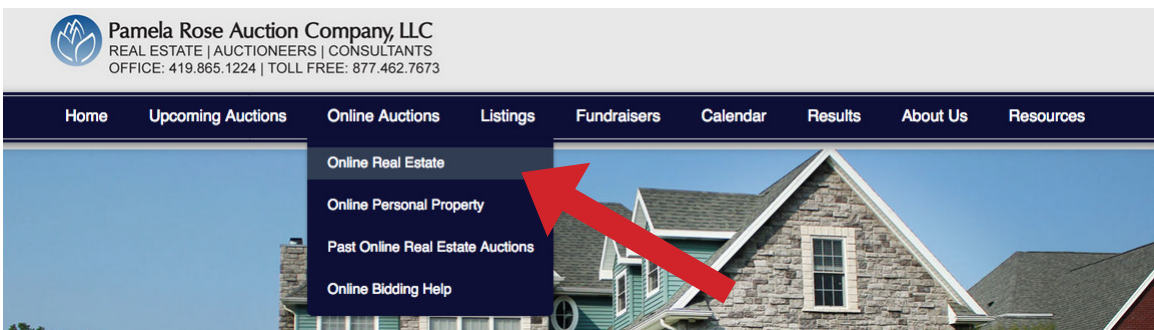 Pamela Rose Auction Company, LLC
REAL ESTATE | AUCTIONEERS | CONSULTANTS
OFFICE: 419.865.1224 | TOLL FREE: 877.462.7673
Home Upcoming Auctions Online Auctions Listings Fundraisers Calendar Results About Us Resources
Online Real Estate
Online Personal Property
Past Online Real Estate Auctions
Online Bidding Help